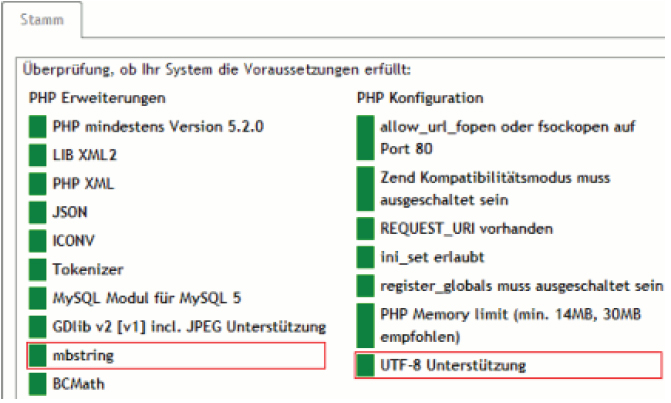 Stamm
Überprüfung, ob Ihr System die Voraussetzungen erfüllt:
PHP Erweiterungen
PHP mindestens Version 5.2.0
LIB XML2
PHP XML
JSON
ICONV
Tokenizer
MySQL Modul für MySQL 5
GDlib v2 [v1] incl. JPEG Unterstützung
mbstring
BCMath
PHP Konfiguration
allow_url_fopen oder fsockopen auf
Port 80
Zend Kompatibilitätsmodus muss
ausgeschaltet sein
REQUEST_URI vorhanden
ini_set erlaubt
register_globals muss ausgeschaltet sein
PHP Memory limit (min. 14MB, 30MB
empfohlen)
UTF-8 Unterstützung